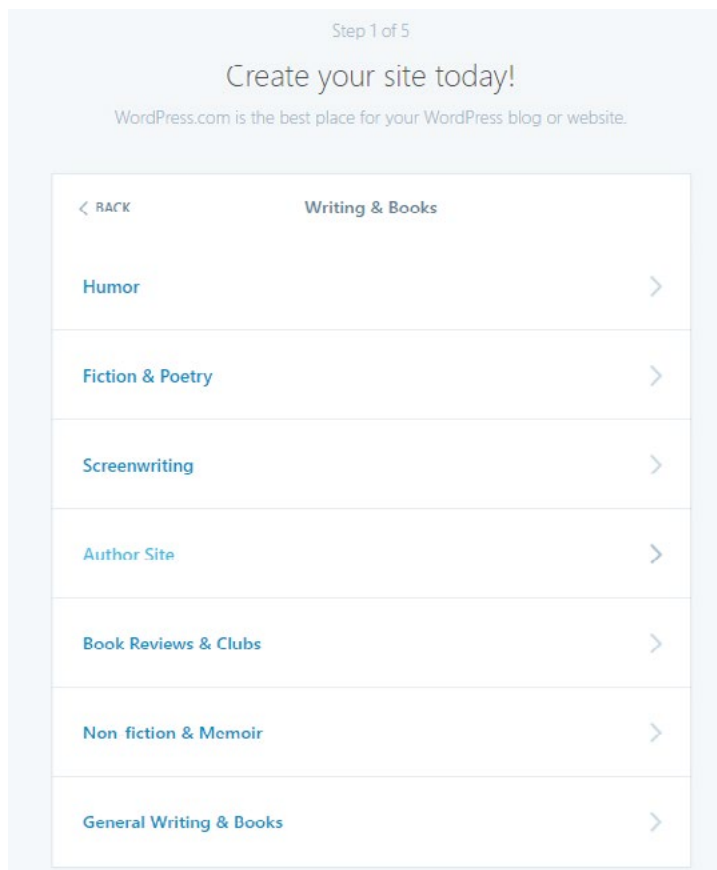 Step 1 of 5
Create your site today!
WordPress.com is the best place for your WordPress blog or website.
BACK
Writing & Books
Humor
Fiction & Poetry
Screenwriting
Author Site
Book Reviews & Clubs
Non-fiction & Memoir
General Writing & Books